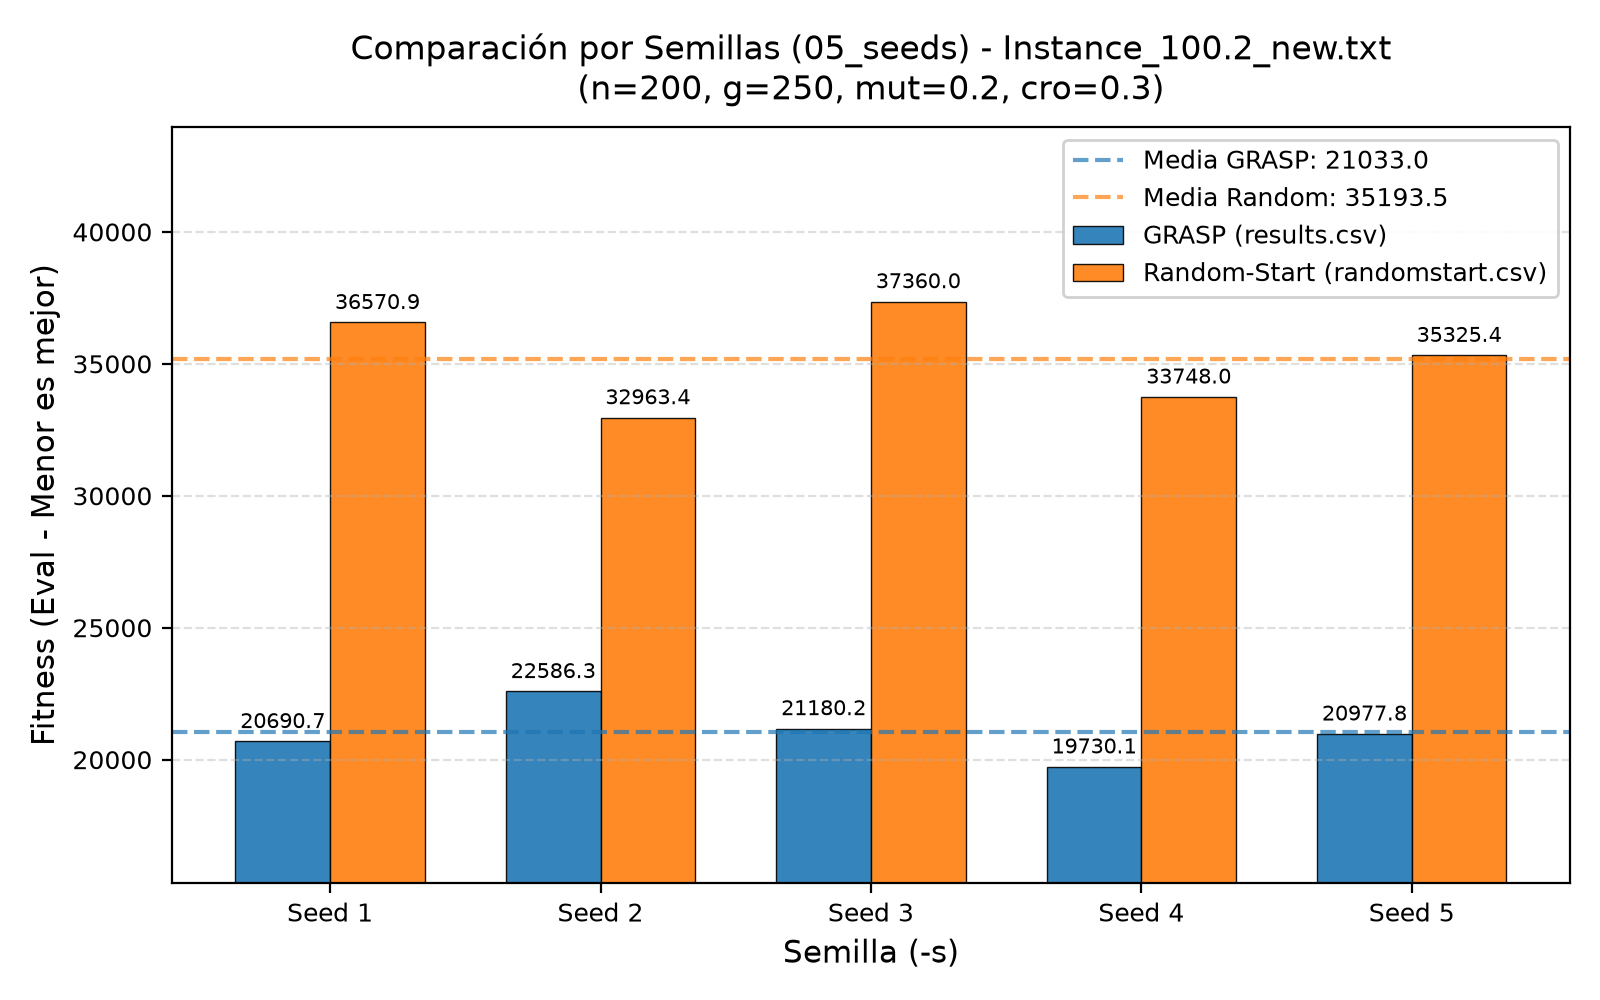 Comparación por Semillas (05_seeds) - Instance_100.2_new.txt
(n=200, g=250, mut=0.2, cro=0.3)
Media GRASP: 21033.0
Media Random: 35193.5
GRASP (results.csv)
Random-Start (randomstart.csv)
Fitness (Eval - Menor es mejor)
40000
35000
30000
25000
20000
20690.7
36570.9
22586.3
32963.4
21180.2
37360.0
19730.1
33748.0
20977.8
35325.4
Seed 1
Seed 2
Seed 3
Seed 4
Seed 5
Semilla (-s)